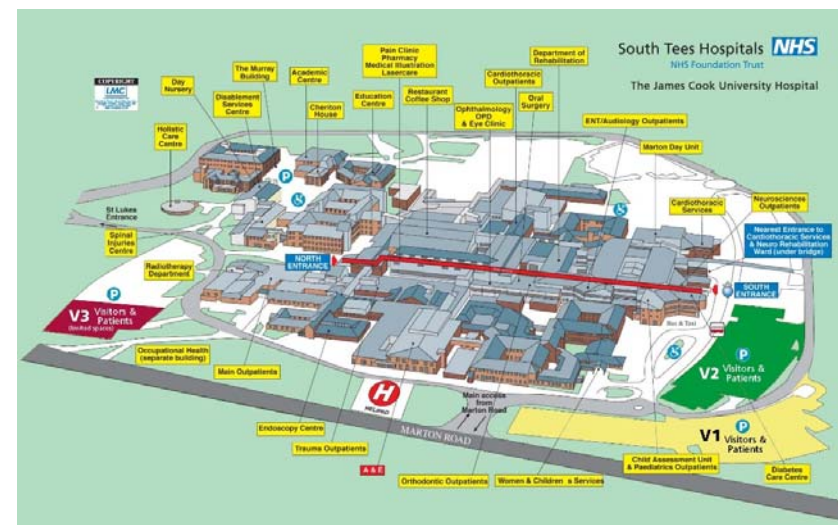 South Tees Hospitals NHS
NHS Foundation Trust
The James Cook University Hospital
COPYRIGHT
LMC
Day
Nursery
The Murray
Building
Disablement
Services
Centre
Academic
Centre
Cheriton
House
Education
Centre
Pain Clinic
Pharmacy
Medical Illustration
Lasercare
Restaurant
Coffee Shop
Cardiothoracic
Outpatients
Ophthalmology
OPD
& Eye Clinic
Oral
Surgery
Department of
Rehabilitation
ENT/Audiology Outpatients
Marton Day Unit
Cardiothoracic
Services
Neurosciences
Outpatients
Nearest Entrance to
Cardiothoracic Services
& Neuro Rehabilitation
Ward (under bridge)
Holistic
Care
Centre
P
St Lukes
Entrance
Spinal
Injuries
Centre
Radiotherapy
Department
NORTH
ENTRANCE
SOUTH
ENTRANCE
Bus & Taxi
P
V3 Visitors &
Patients
(limited spaces)
P
V2 Visitors
& Patients
P
V1 Visitors &
Patients
Occupational Health
(separate building)
Main Outpatients
H
HELIPAD
Main access
from
Marton Road
MARTON ROAD
Endoscopy Centre
Trauma Outpatients
A & E
Orthodontic Outpatients
Women & Children s Services
Child Assessment Unit
& Paediatrics Outpatients
Diabetes
Care Centre